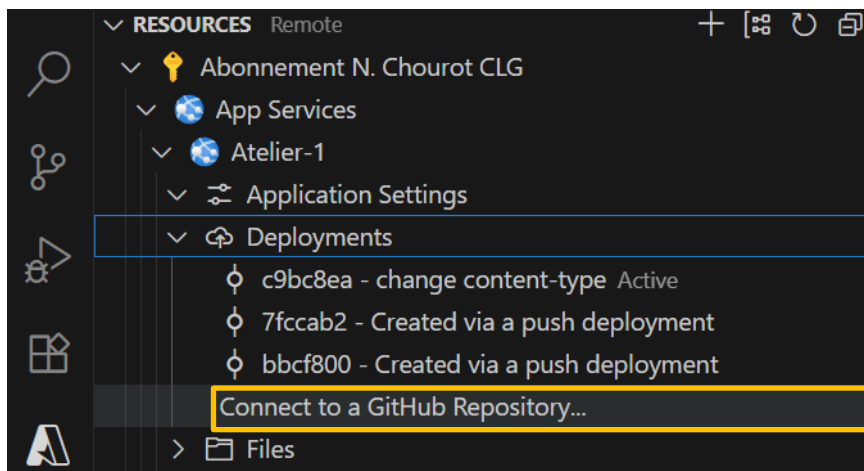 RESOURCES Remote
Abonnement N. Chourot CLG
App Services
Atelier-1
Application Settings
Deployments
c9bc8ea - change content-type Active
7fccab2 - Created via a push deployment
bbcf800 - Created via a push deployment
Connect to a GitHub Repository...
Files